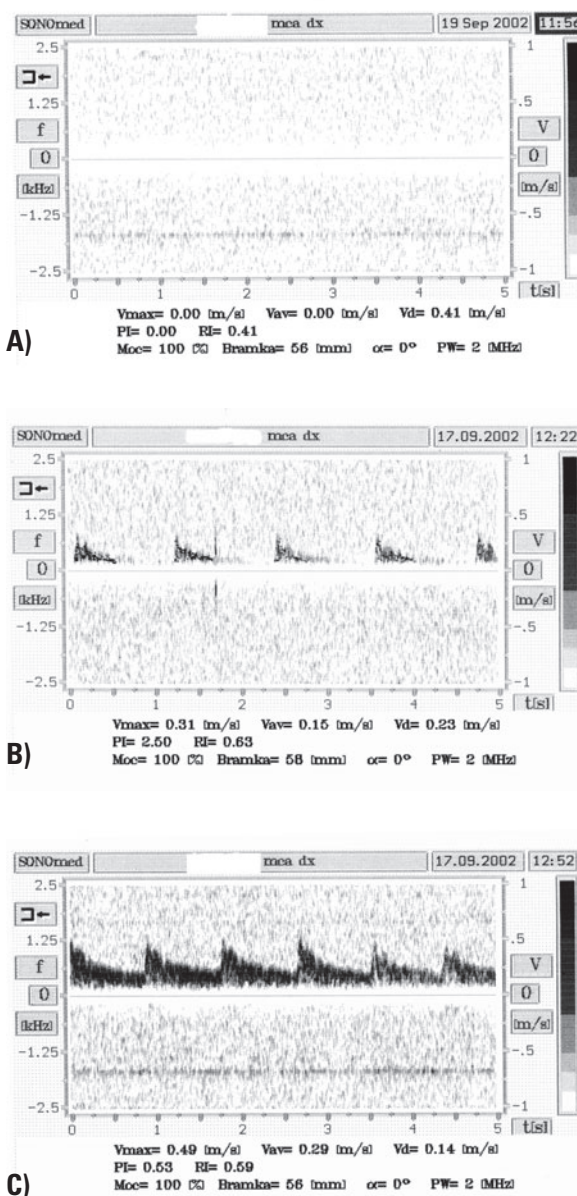 SONOmed mca dx 19 Sep 2002 11:56
2.5 1
1.25 .5
f V
0 0
[kHz] [m/s]
-1.25 -.5
-2.5 -1
0 1 2 3 4 5 t[s]
Vmax= 0.00 [m/s] Vav= 0.00 [m/s] Vd= 0.41 [m/s]
PI= 0.00 RI= 0.41
A) Moc= 100 [%] Bramka= 56 [mm] α= 0° PW= 2 [MHz]
SONOmed mca dx 17.09.2002 12:22
2.5 1
1.25 .5
f V
0 0
[kHz] [m/s]
-1.25 -.5
-2.5 -1
0 1 2 3 4 5 t[s]
Vmax= 0.31 [m/s] Vav= 0.15 [m/s] Vd= 0.23 [m/s]
PI= 2.50 RI= 0.63
B) Moc= 100 [%] Bramka= 58 [mm] α= 0° PW= 2 [MHz]
SONOmed mca dx 17.09.2002 12:52
2.5 1
1.25 .5
f V
0 0
[kHz] [m/s]
-1.25 -.5
-2.5 -1
0 1 2 3 4 5 t[s]
Vmax= 0.49 [m/s] Vav= 0.29 [m/s] Vd= 0.14 [m/s]
PI= 0.53 RI= 0.59
C) Moc= 100 [%] Bramka= 56 [mm] α= 0° PW= 2 [MHz]